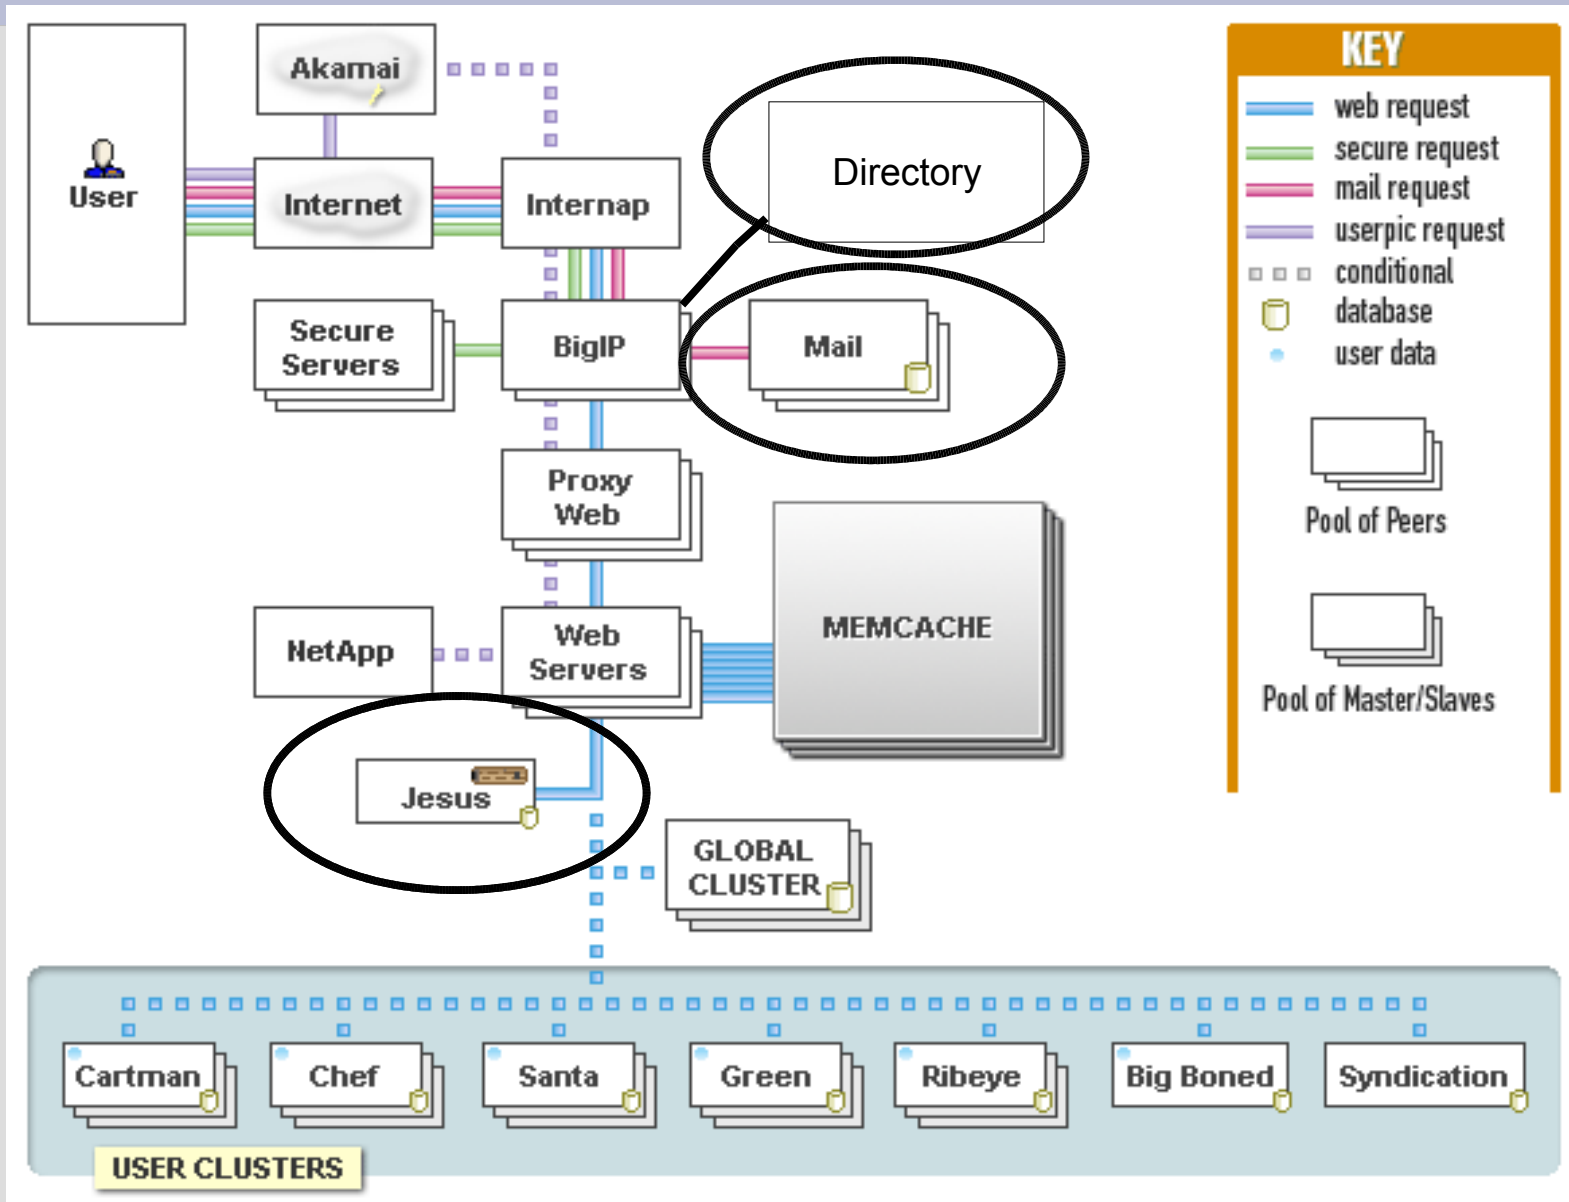 Akamai
User
Internet
Internap
Directory
Secure
Servers
BigIP
Mail
Proxy
Web
NetApp
Web
Servers
MEMCACHE
Jesus
GLOBAL
CLUSTER
Cartman
Chef
Santa
Green
Ribeye
Big Boned
Syndication
USER CLUSTERS
KEY
web request
secure request
mail request
userpic request
conditional
database
user data
Pool of Peers
Pool of Master/Slaves